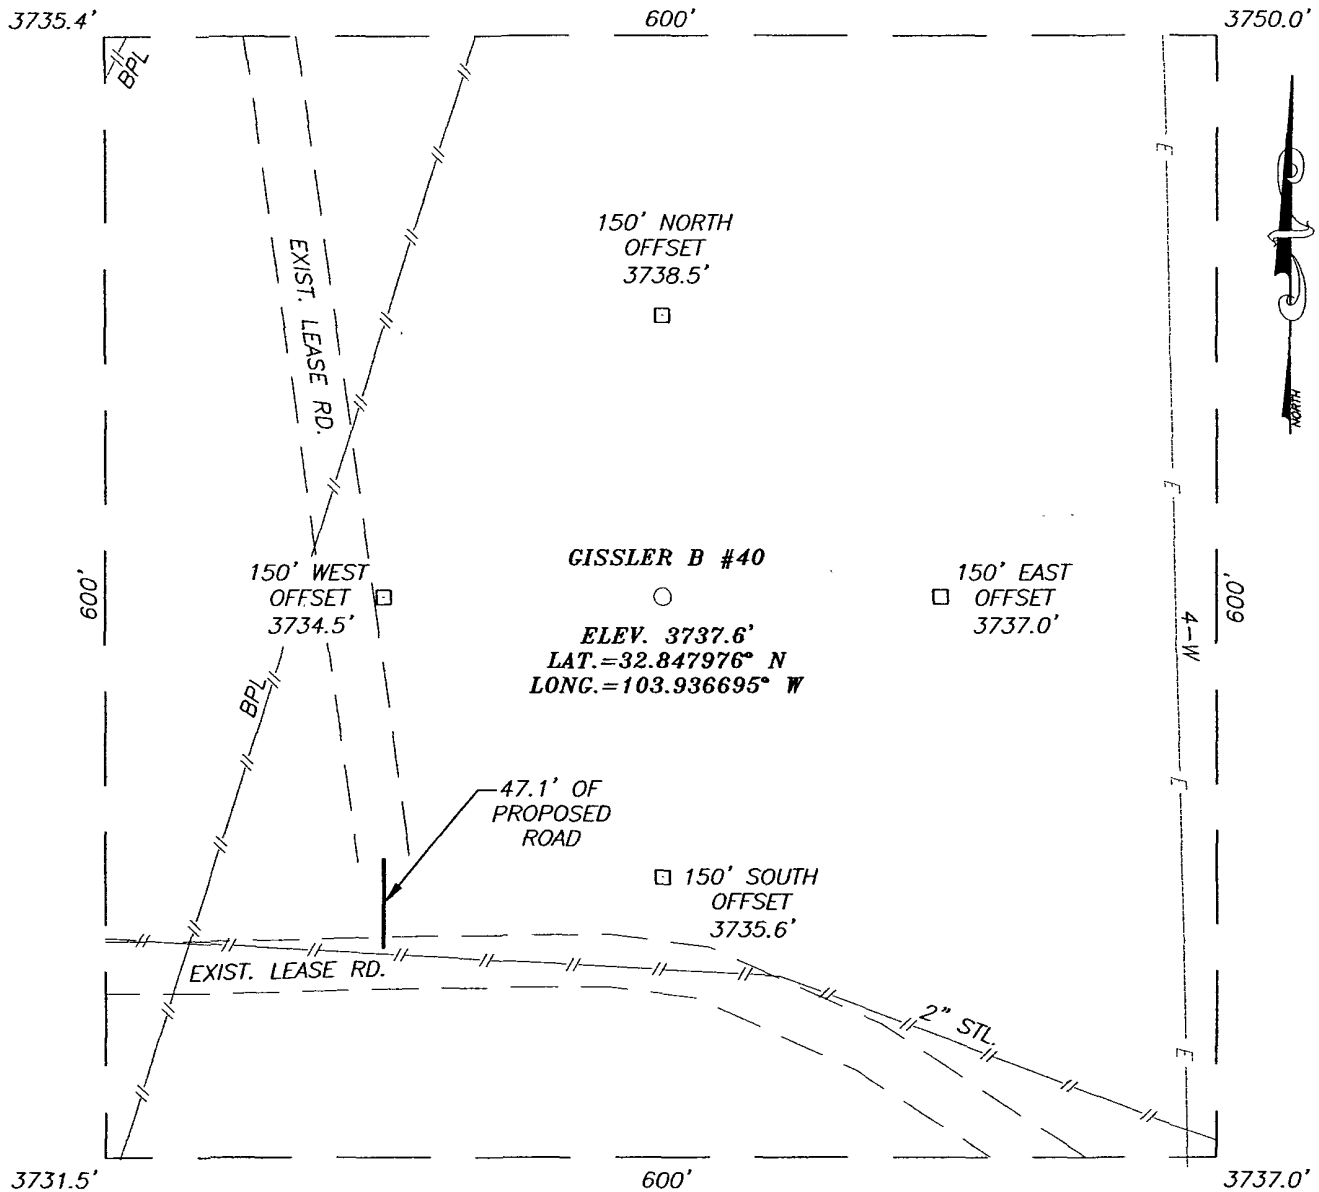 3735.4'
600'
3750.0'
BPL
150' NORTH
OFFSET
3738.5'
EXIST. LEASE RD.
NORTH
GISSLER B #40
150' WEST
OFFSET
3734.5'
150' EAST
OFFSET
3737.0'
600'
600'
4-W
ELEV. 3737.6'
LAT.=32.847976° N
LONG.=103.936695° W
BPL
47.1' OF
PROPOSED
ROAD
150' SOUTH
OFFSET
3735.6'
EXIST. LEASE RD.
2" STL.
E
E
E
E
3731.5'
600'
3737.0'